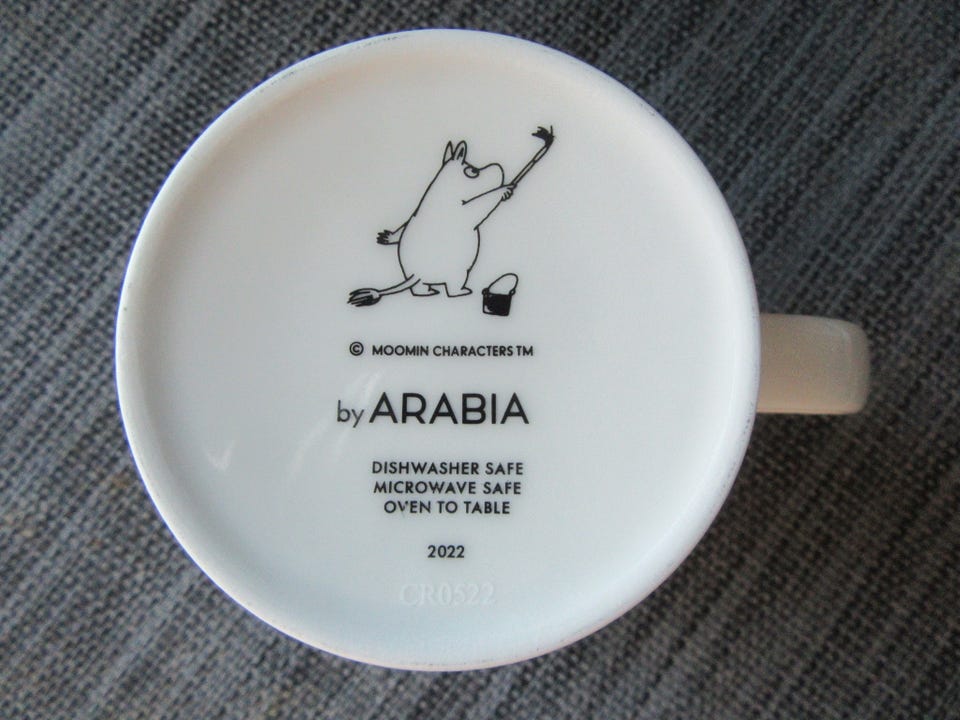 © MOOMIN CHARACTERS TM
by ARABIA
DISHWASHER SAFE
MICROWAVE SAFE
OVEN TO TABLE
2022
CR0522